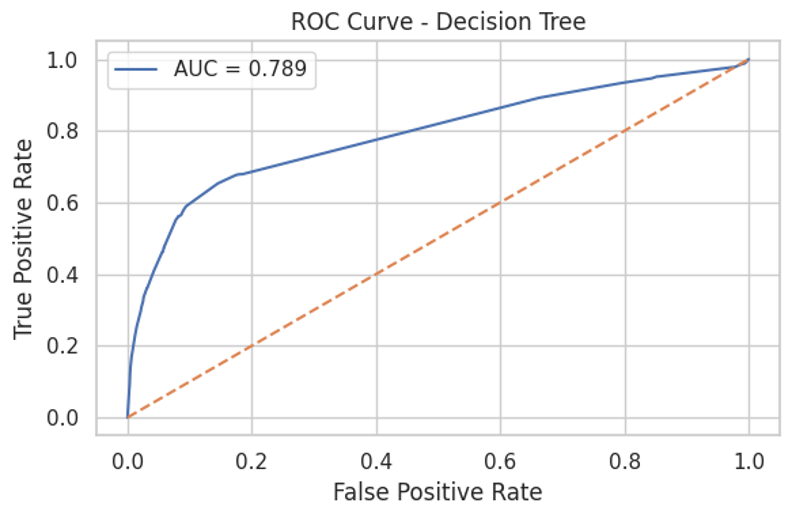 ROC Curve - Decision Tree
AUC = 0.789
True Positive Rate
1.0
0.8
0.6
0.4
0.2
0.0
0.0 0.2 0.4 0.6 0.8 1.0
False Positive Rate